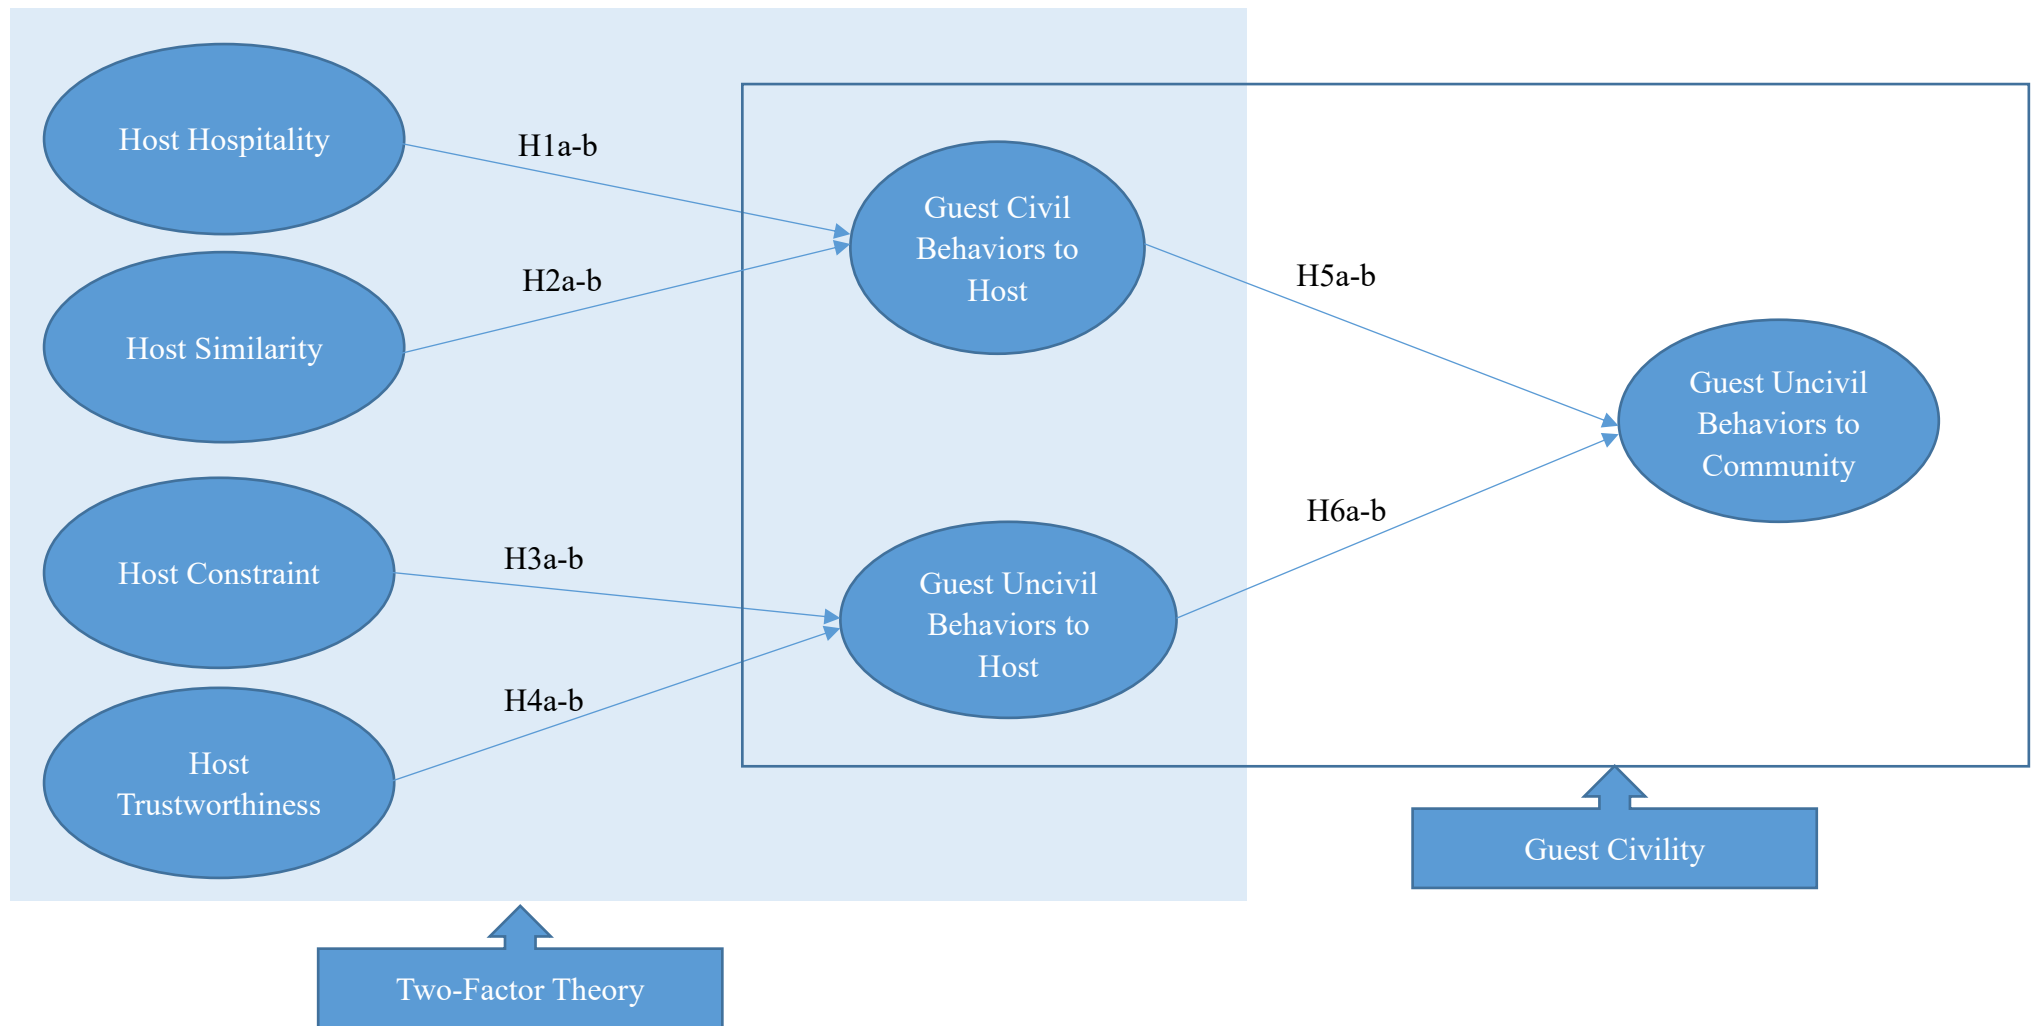 Host Hospitality
H1a-b
Guest Civil
Behaviors to
Host
Host Similarity
H2a-b
H5a-b
Guest Uncivil
Behaviors to
Community
Host Constraint
H3a-b
Guest Uncivil
Behaviors to
Host
H6a-b
Host
Trustworthiness
H4a-b
Guest Civility
Two-Factor Theory